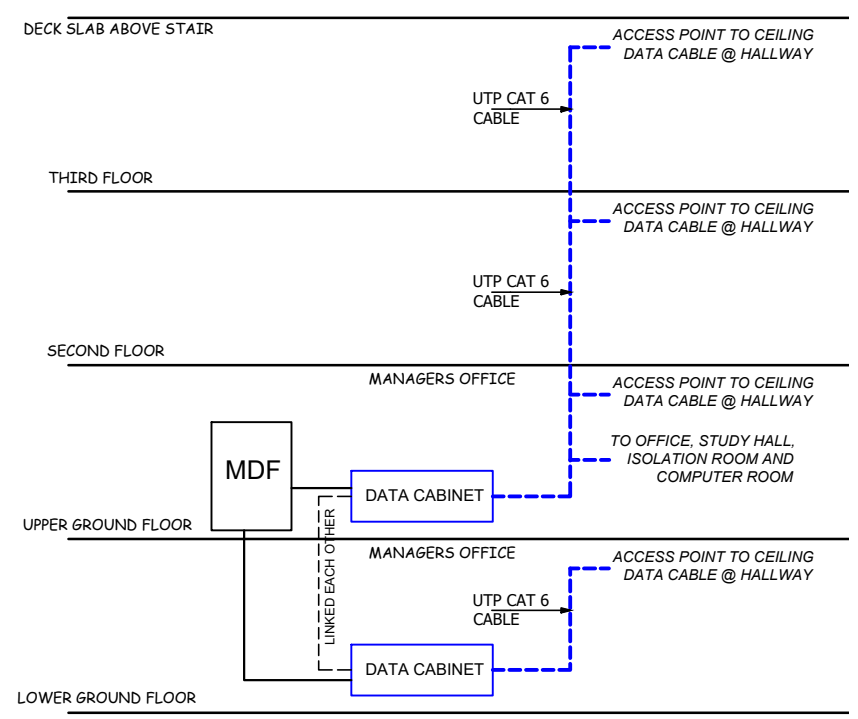 DECK SLAB ABOVE STAIR
ACCESS POINT TO CEILING
DATA CABLE @ HALLWAY
UTP CAT 6
CABLE
THIRD FLOOR
ACCESS POINT TO CEILING
DATA CABLE @ HALLWAY
UTP CAT 6
CABLE
SECOND FLOOR
MANAGERS OFFICE
ACCESS POINT TO CEILING
DATA CABLE @ HALLWAY
TO OFFICE, STUDY HALL,
ISOLATION ROOM AND
COMPUTER ROOM
MDF
DATA CABINET
UPPER GROUND FLOOR
LINKED EACH OTHER
MANAGERS OFFICE
ACCESS POINT TO CEILING
DATA CABLE @ HALLWAY
UTP CAT 6
CABLE
DATA CABINET
LOWER GROUND FLOOR